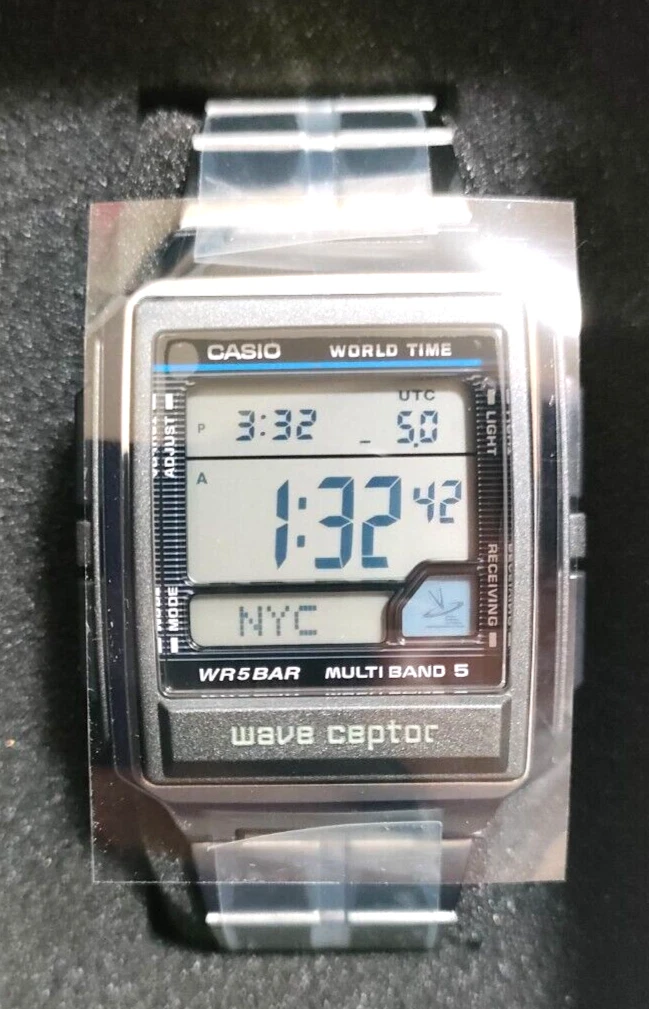 CASIO WORLD TIME
UTC
P 3:32 - 5.0
ADJUST
LIGHT
A 1:32 42
RECEIVING
MODE
NYC
WR5BAR MULTI BAND 5
wave ceptor